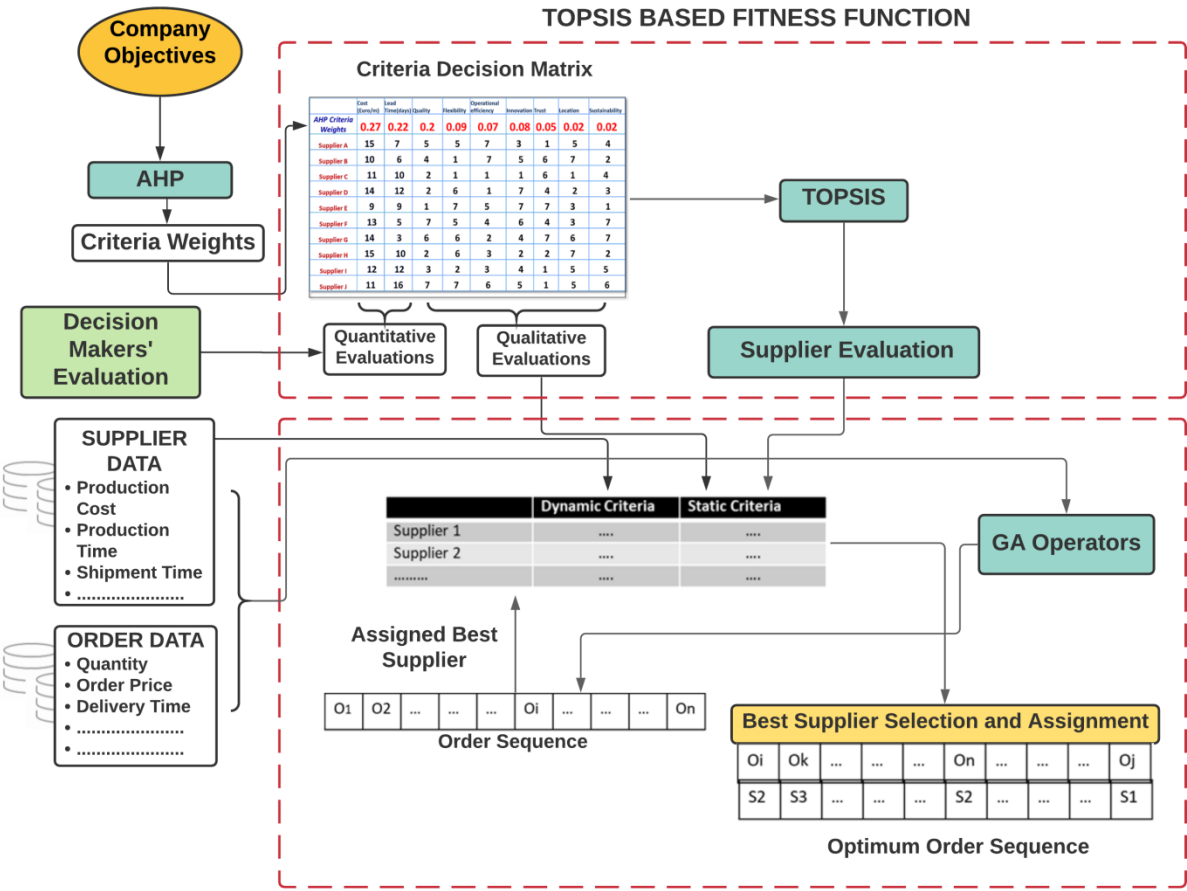 TOPSIS BASED FITNESS FUNCTION
Company
Objectives
AHP
Criteria Weights
Decision
Makers'
Evaluation
Criteria Decision Matrix
Cost (Euro/m) Lead Time(days) Quality Flexibility Operational efficiency Innovation Trust Location Sustainability
AHP Criteria Weights 0.27 0.22 0.2 0.09 0.07 0.08 0.05 0.02 0.02
Supplier A 15 7 5 5 7 3 1 5 4
Supplier B 10 6 4 1 7 5 6 7 2
Supplier C 11 10 2 1 1 1 6 1 4
Supplier D 14 12 2 6 1 7 4 2 3
Supplier E 9 9 1 7 5 7 7 3 1
Supplier F 13 5 7 5 4 6 4 3 7
Supplier G 14 3 6 6 2 4 7 6 7
Supplier H 15 10 2 6 3 2 2 7 2
Supplier I 12 12 3 2 3 4 1 5 5
Supplier J 11 16 7 7 6 5 1 5 6
Quantitative
Evaluations
Qualitative
Evaluations
TOPSIS
Supplier Evaluation
SUPPLIER
DATA
• Production
Cost
• Production
Time
• Shipment Time
• ......................
ORDER DATA
• Quantity
• Order Price
• Delivery Time
• ......................
• ......................
Dynamic Criteria Static Criteria
Supplier 1 .... ....
Supplier 2 .... ....
......... .... ....
GA Operators
Assigned Best
Supplier
O1 O2 ... ... ... Oi ... ... ... On
Order Sequence
Best Supplier Selection and Assignment
Oi Ok ... ... ... On ... ... ... Oj
S2 S3 ... ... ... S2 ... ... ... S1
Optimum Order Sequence